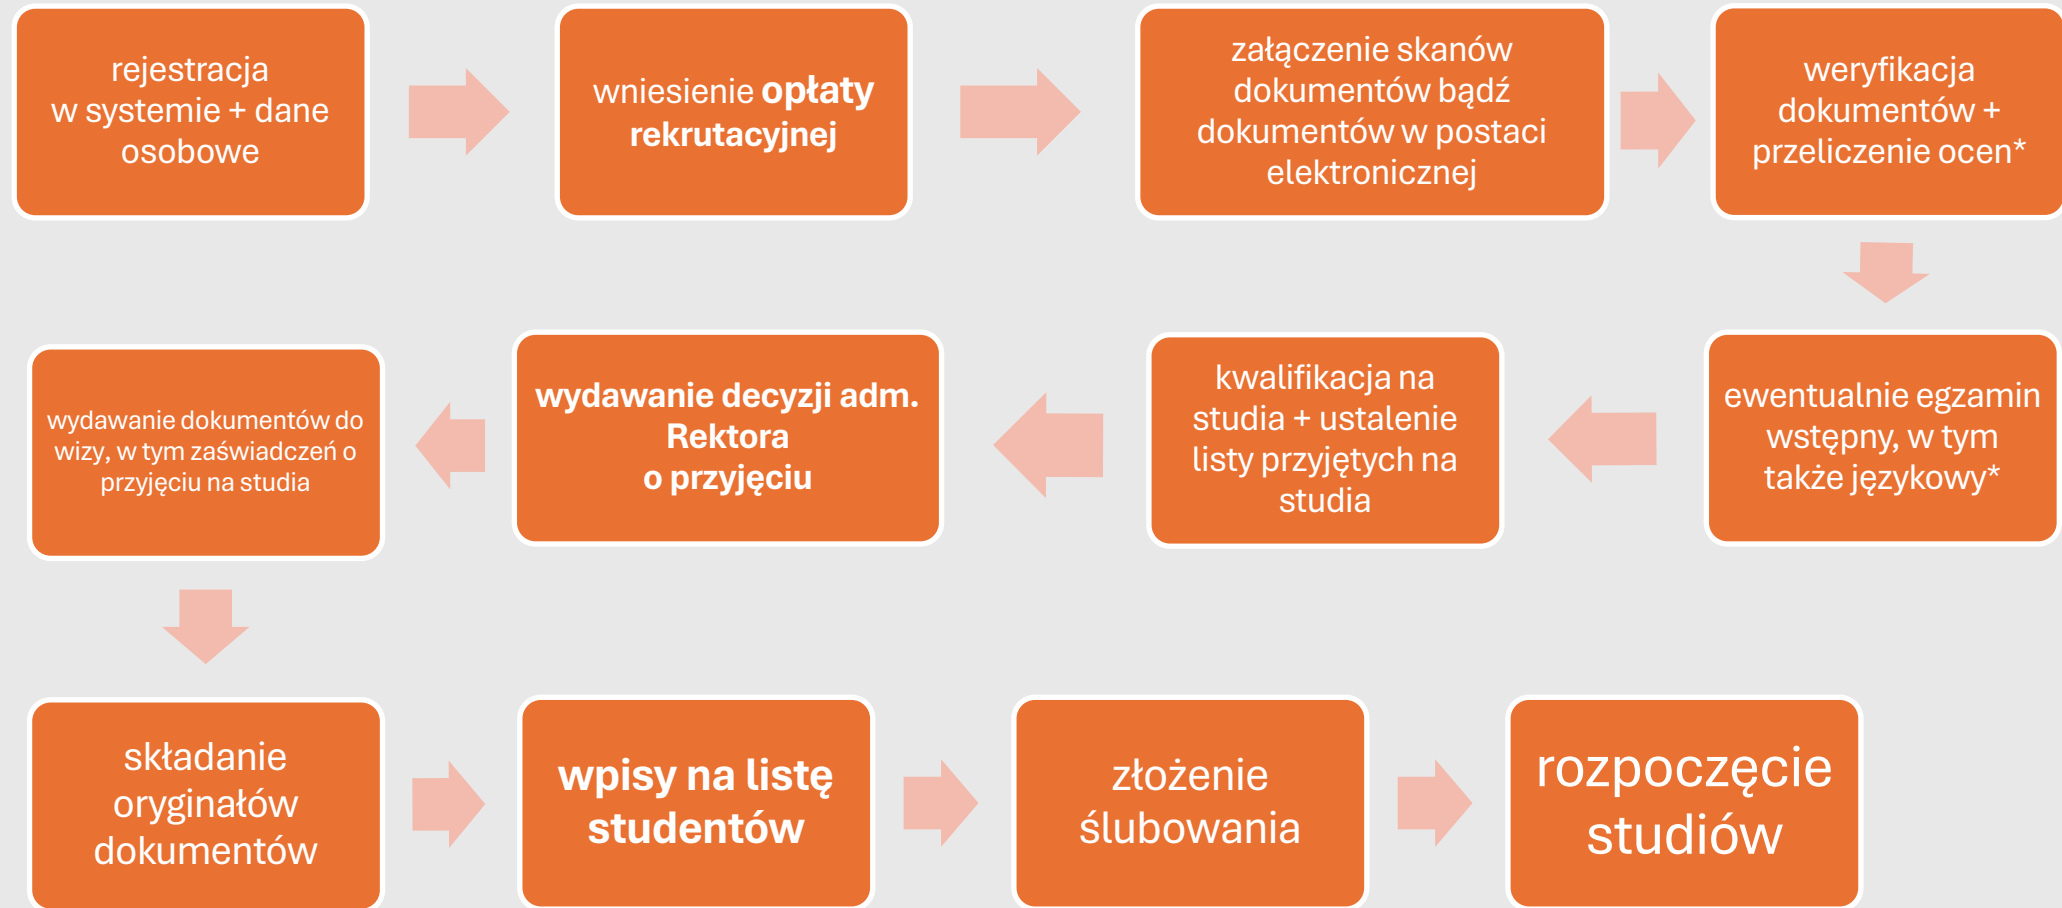 rejestracja
w systemie + dane
osobowe
wniesienie opłaty
rekrutacyjnej
załączenie skanów
dokumentów bądź
dokumentów w postaci
elektronicznej
weryfikacja
dokumentów +
przeliczenie ocen*
ewentualnie egzamin
wstępny, w tym
także językowy*
kwalifikacja na
studia + ustalenie
listy przyjętych na
studia
wydawanie decyzji adm.
Rektora
o przyjęciu
wydawanie dokumentów do
wizy, w tym zaświadczeń o
przyjęciu na studia
składanie
oryginałów
dokumentów
wpisy na listę
studentów
złożenie
ślubowania
rozpoczęcie
studiów